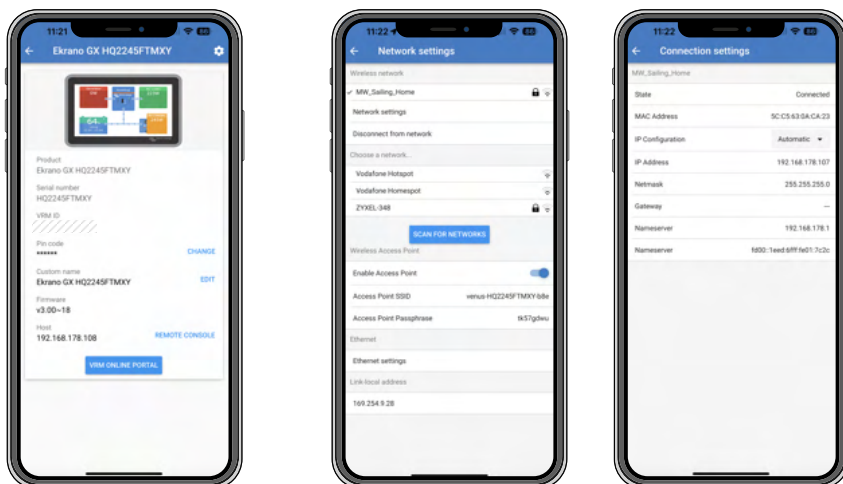 11:21
66
Ekrano GX HQ2245FTMXY
Product
Ekrano GX HQ2245FTMXY
Serial number
HQ2245FTMXY
VRM ID
Pin code
******
CHANGE
Custom name
Ekrano GX HQ2245FTMXY
EDIT
Firmware
v3.00~18
Host
192.168.178.108
REMOTE CONSOLE
VRM ONLINE PORTAL
11:22
Network settings
Wireless network
MW_Sailing_Home
Network settings
Disconnect from network
Choose a network...
Vodafone Hotspot
Vodafone Homespot
ZYXEL-348
SCAN FOR NETWORKS
Wireless Access Point
Enable Access Point
Access Point SSID venus-HQ2245FTMXY-b8e
Access Point Passphrase tk57gdwu
Ethernet
Ethernet settings
Link-local address
169.254.9.28
11:22
Connection settings
MW_Sailing_Home
State Connected
MAC Address 5C:C5:63:0A:CA:23
IP Configuration Automatic
IP Address 192.168.178.107
Netmask 255.255.255.0
Gateway --
Nameserver 192.168.178.1
Nameserver fd00::1eed:6fff:fe01:7c2c